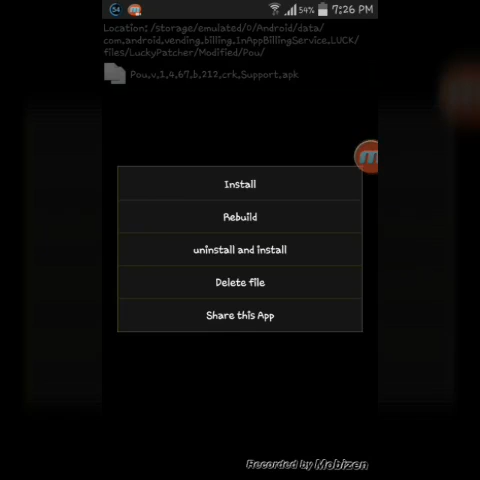 54 54% 7:26 PM
Location: /storage/emulated/0/Android/data/
com.android.vending.billing.InAppBillingService.LUCK/
files/LuckyPatcher/Modified/Pou/
Pou.v.1.4.67.b.212.crk.Support.apk
Install
Rebuild
uninstall and install
Delete file
Share this App
Recorded by Mobizen